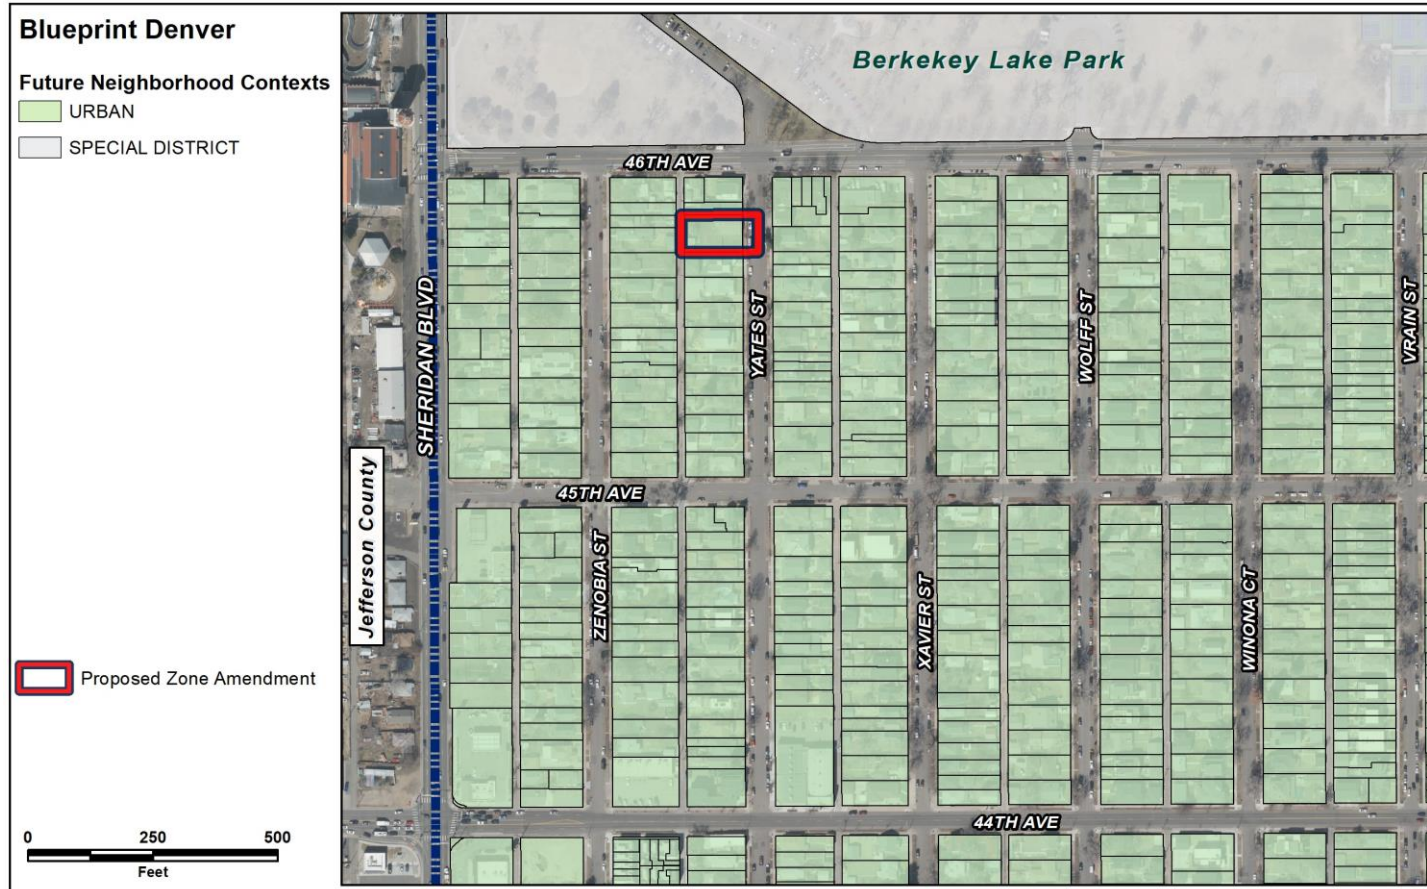 Blueprint Denver
Future Neighborhood Contexts
URBAN
SPECIAL DISTRICT
Proposed Zone Amendment
0 250 500
Feet
Berkekey Lake Park
46TH AVE
SHERIDAN BLVD
YATES ST
WOLFF ST
VRAIN ST
45TH AVE
Jefferson County
ZENOBIA ST
XAVIER ST
WINONA CT
44TH AVE